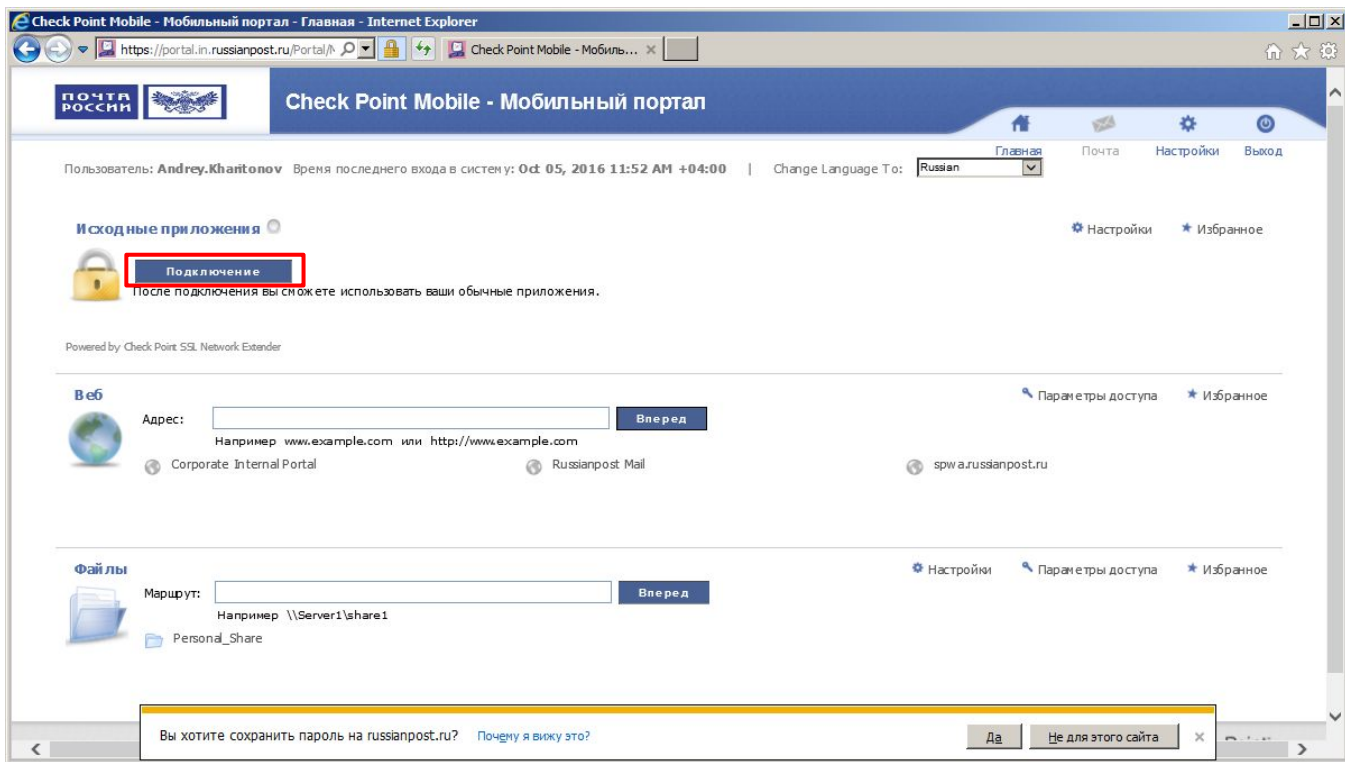 Check Point Mobile - Мобильный портал - Главная - Internet Explorer
https://portal.in.russianpost.ru/Portal/ Check Point Mobile - Мобиль...
ПОЧТА РОССИИ
Check Point Mobile - Мобильный портал
Главная Почта Настройки Выход
Пользователь: Andrey.Kharitonov Время последнего входа в систему: Oct 05, 2016 11:52 AM +04:00 | Change Language To: Russian
Исходные приложения Настройки Избранное
Подключение
После подключения вы сможете использовать ваши обычные приложения.
Powered by Check Point SSL Network Extender
Веб Параметры доступа Избранное
Адрес: Вперед
Например www.example.com или http://www.example.com
Corporate Internal Portal Russianpost Mail spwa.russianpost.ru
Файлы Настройки Параметры доступа Избранное
Маршрут: Вперед
Например \\Server1\share1
Personal_Share
Вы хотите сохранить пароль на russianpost.ru? Почему я вижу это? Да Не для этого сайта